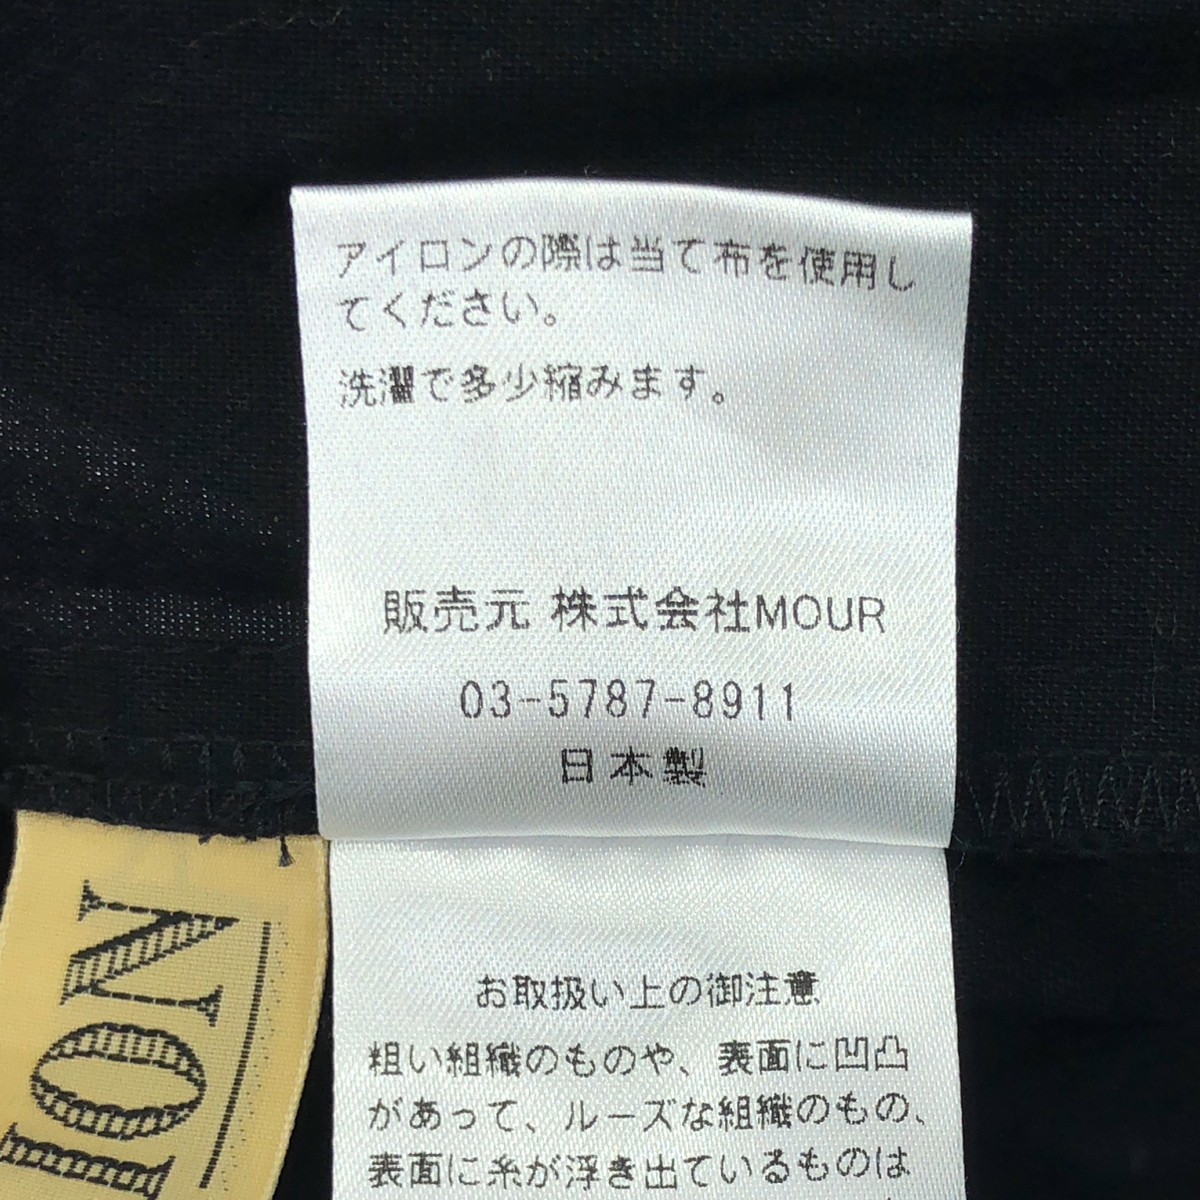 アイロンの際は当て布を使用し
てください。
洗濯で多少縮みます。
販売元 株式会社MOUR
03-5787-8911
日本製
お取扱い上の御注意
粗い組織のものや、表面に凹凸
があって、ルーズな組織のもの、
表面に糸が浮き出ているものは
ION